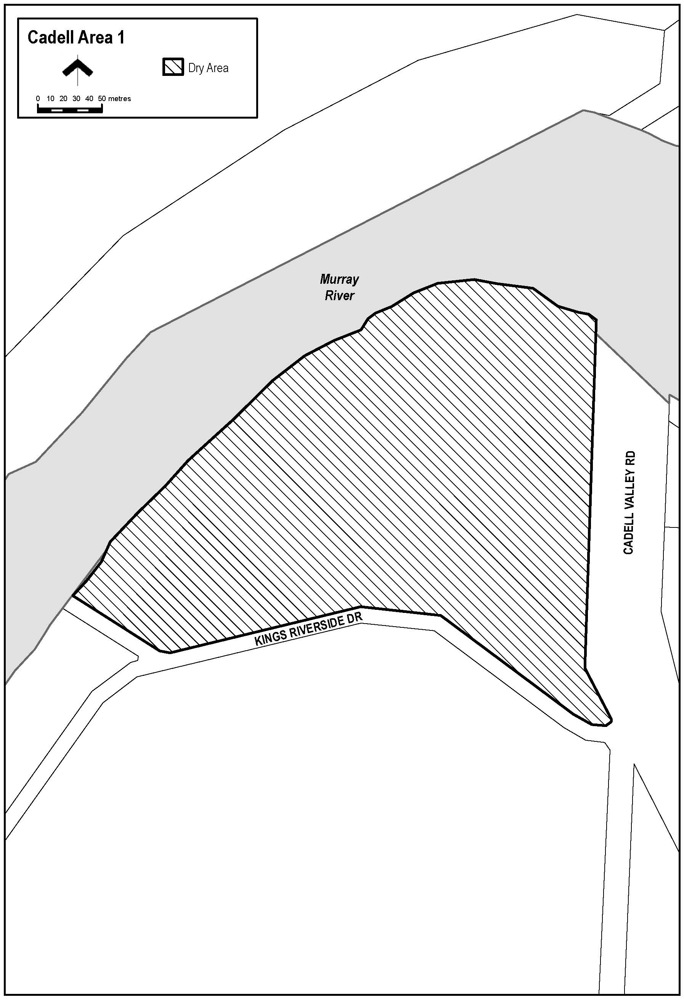 Cadell Area 1
Dry Area
0 10 20 30 40 50 metres
Murray
River
CADELL VALLEY RD
KINGS RIVERSIDE DR